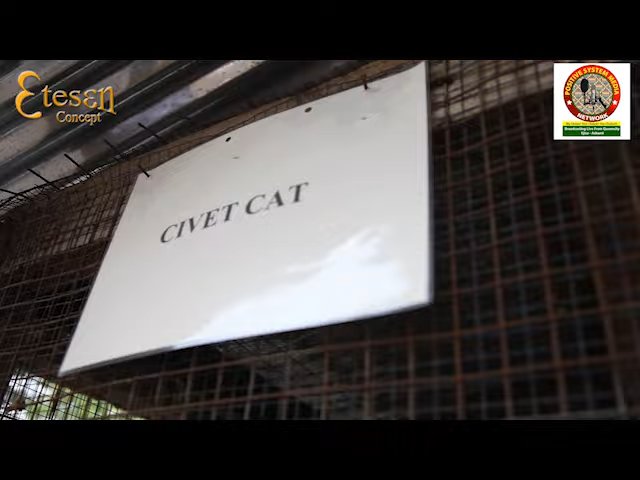 Etesen
Concept
POSITIVE SYSTEM MEDIA
NETWORK
CIVET CAT